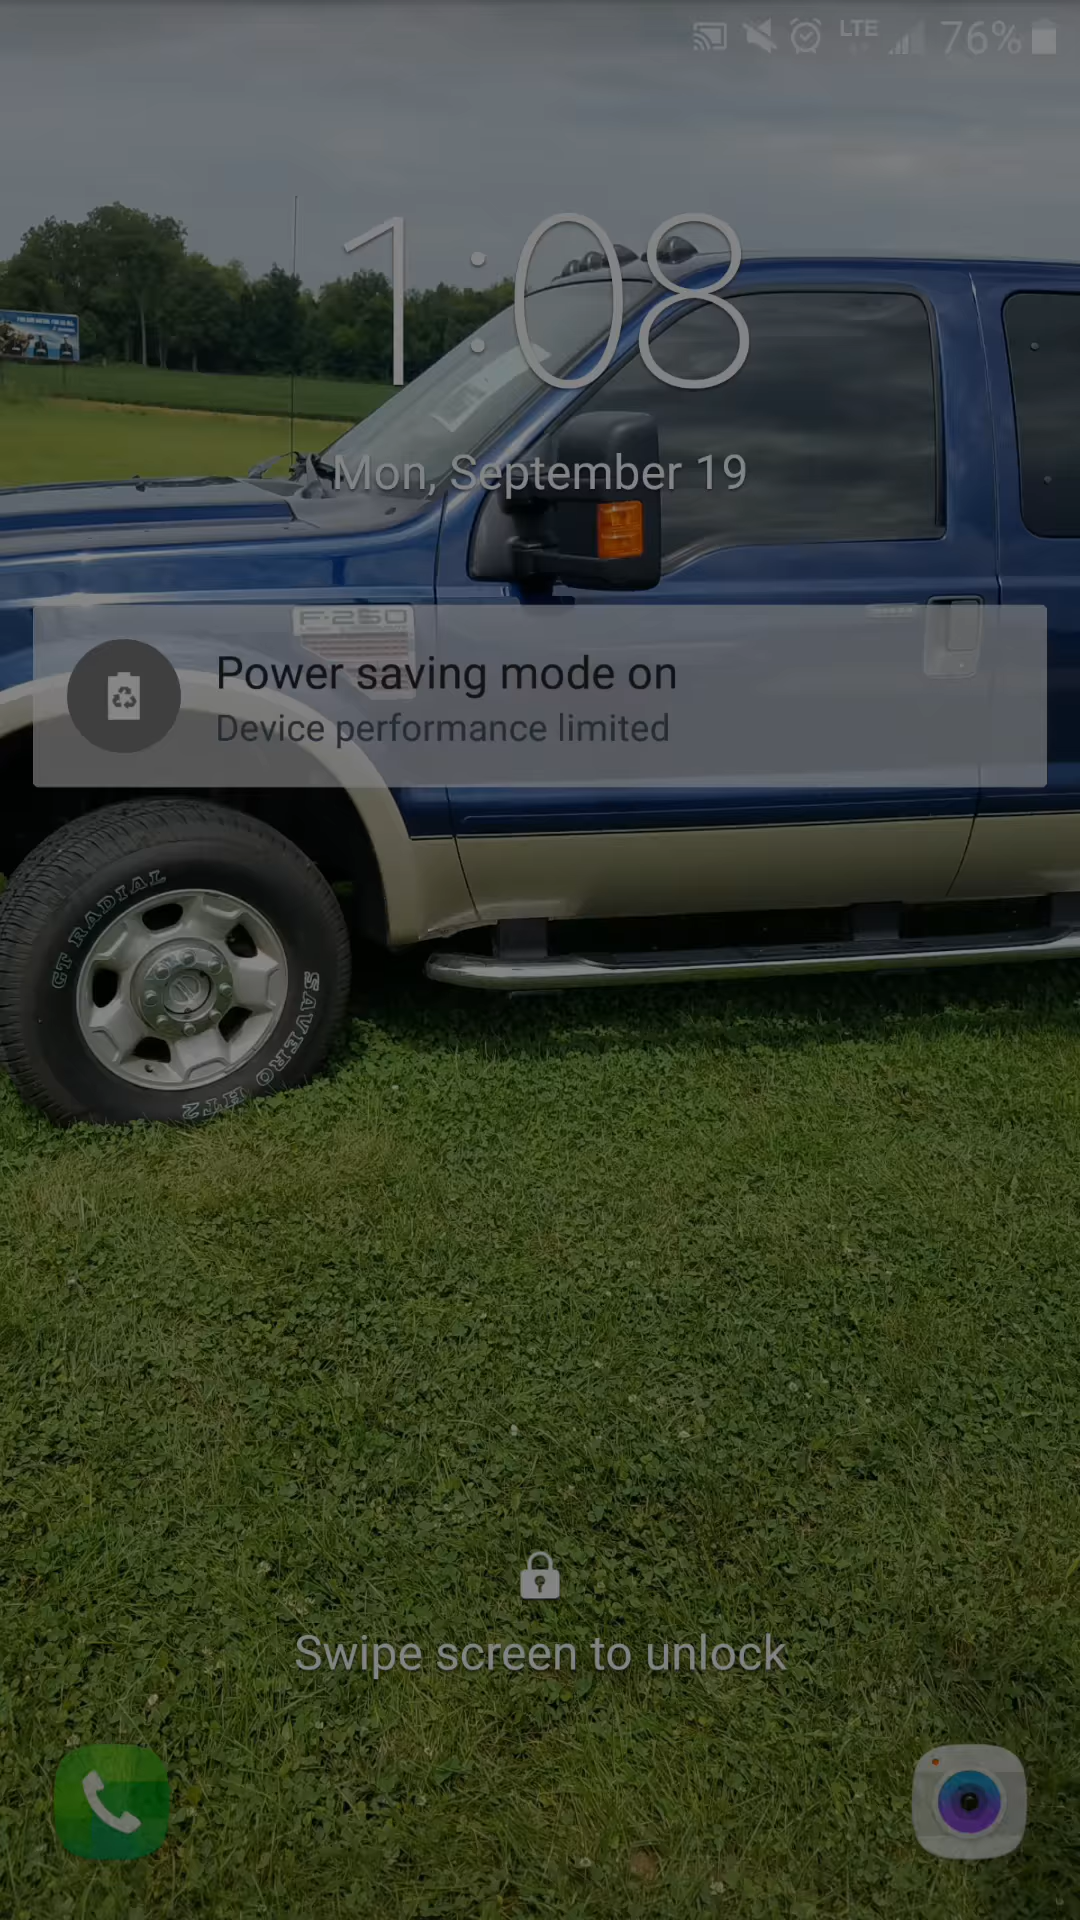 LTE 76%
1:08
Mon, September 19
F-250
Power saving mode on
Device performance limited
GT RADIAL
SAVERO HT2
Swipe screen to unlock